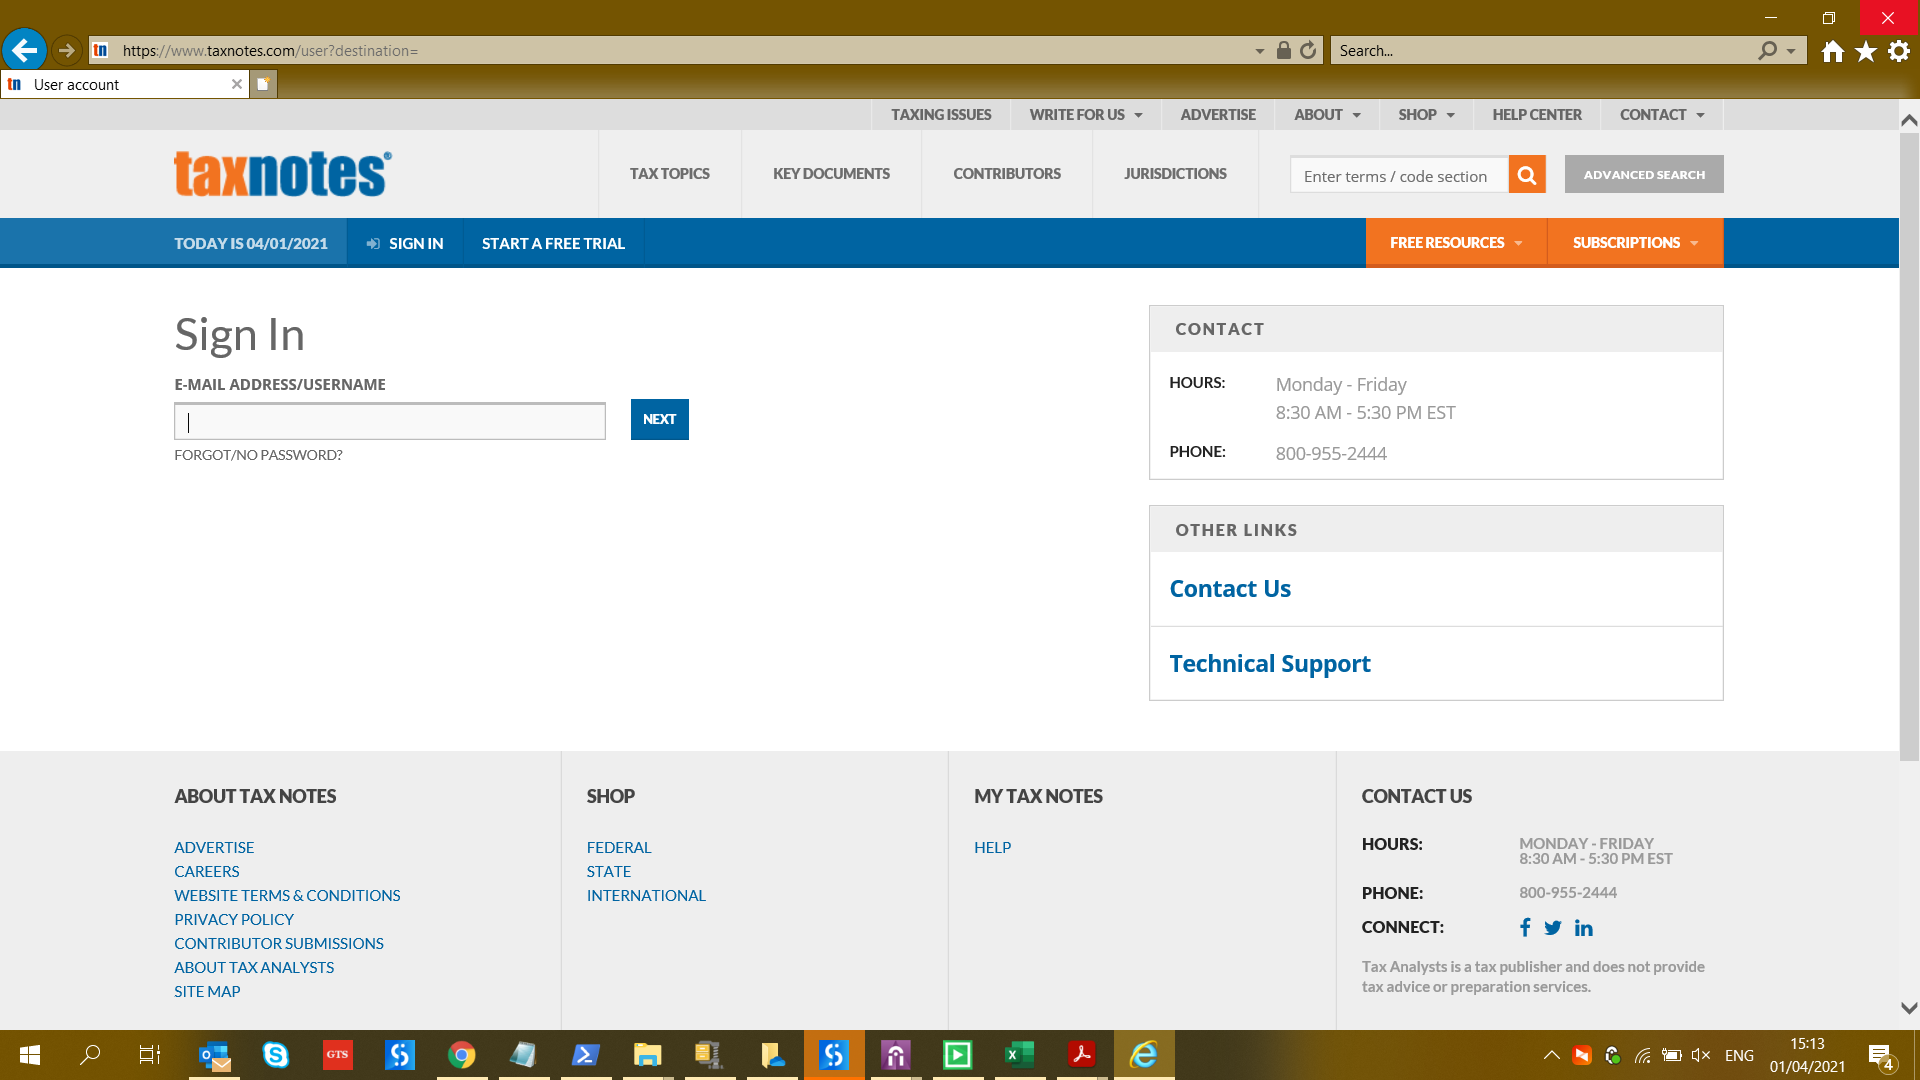 https://www.taxnotes.com/user?destination=
Search...
tn User account
TAXING ISSUES WRITE FOR US ADVERTISE ABOUT SHOP HELP CENTER CONTACT
taxnotes®
TAX TOPICS KEY DOCUMENTS CONTRIBUTORS JURISDICTIONS
Enter terms / code section
ADVANCED SEARCH
TODAY IS 04/01/2021 SIGN IN START A FREE TRIAL
FREE RESOURCES SUBSCRIPTIONS
Sign In
E-MAIL ADDRESS/USERNAME
NEXT
FORGOT/NO PASSWORD?
CONTACT
HOURS: Monday - Friday
8:30 AM - 5:30 PM EST
PHONE: 800-955-2444
OTHER LINKS
Contact Us
Technical Support
ABOUT TAX NOTES
ADVERTISE
CAREERS
WEBSITE TERMS & CONDITIONS
PRIVACY POLICY
CONTRIBUTOR SUBMISSIONS
ABOUT TAX ANALYSTS
SITE MAP
SHOP
FEDERAL
STATE
INTERNATIONAL
MY TAX NOTES
HELP
CONTACT US
HOURS: MONDAY - FRIDAY
8:30 AM - 5:30 PM EST
PHONE: 800-955-2444
CONNECT:
Tax Analysts is a tax publisher and does not provide
tax advice or preparation services.
GTS
ENG
15:13
01/04/2021
4